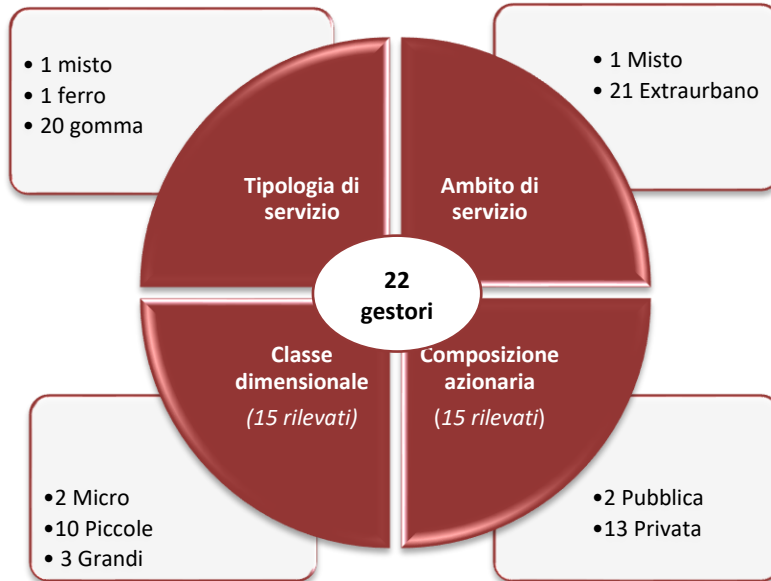 • 1 misto
• 1 ferro
• 20 gomma
• 1 Misto
• 21 Extraurbano
Tipologia di
servizio
Ambito di
servizio
22
gestori
Classe
dimensionale
(15 rilevati)
Composizione
azionaria
(15 rilevati)
•2 Micro
•10 Piccole
• 3 Grandi
•2 Pubblica
•13 Privata